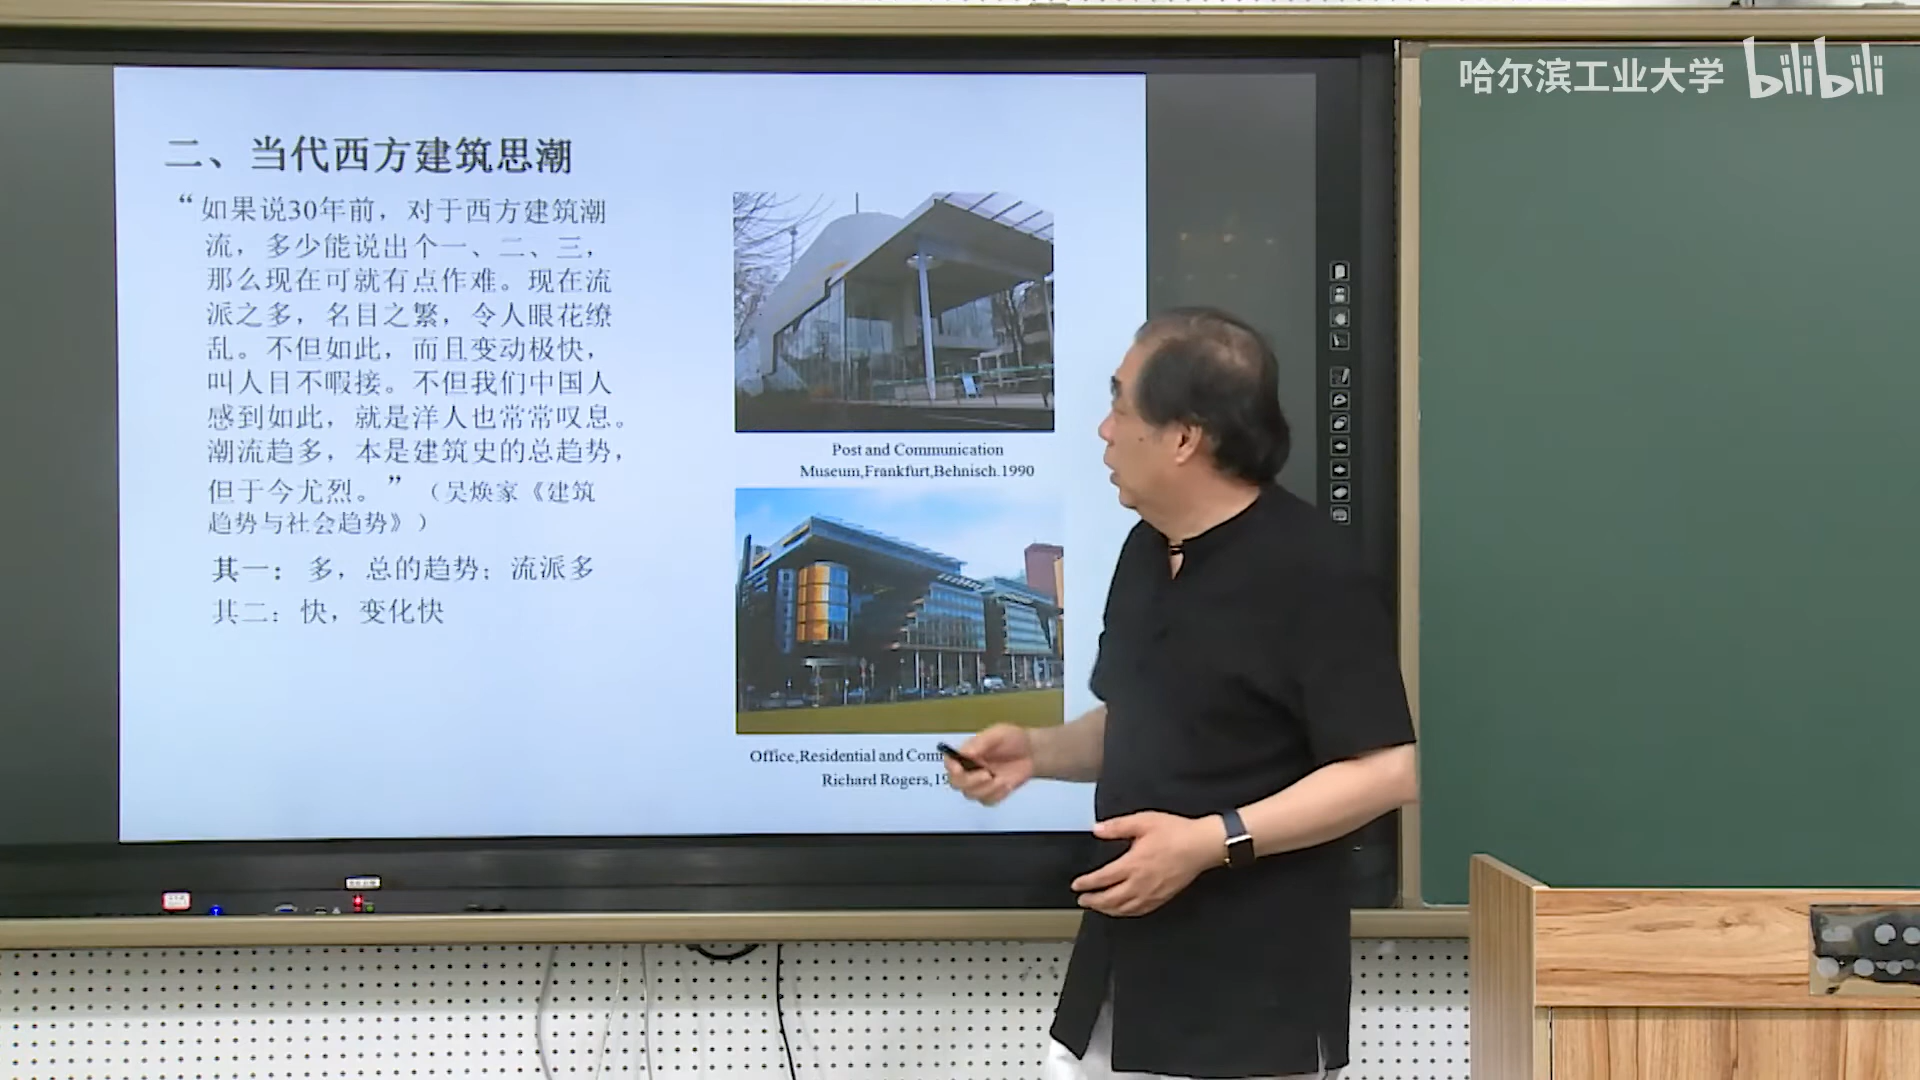 哈尔滨工业大学 bilibili
二、当代西方建筑思潮
“如果说30年前，对于西方建筑潮
流，多少能说出个一、二、三，
那么现在可就有点作难。现在流
派之多，名目之繁，令人眼花缭
乱。不但如此，而且变动极快，
叫人目不暇接。不但我们中国人
感到如此，就是洋人也常常叹息。
潮流趋多，本是建筑史的总趋势，
但于今尤烈。”（吴焕家《建筑
趋势与社会趋势》）
其一：多，总的趋势；流派多
其二：快，变化快
Post and Communication
Museum,Frankfurt,Behnisch.1990
Office,Residential and Com
Richard Rogers,19